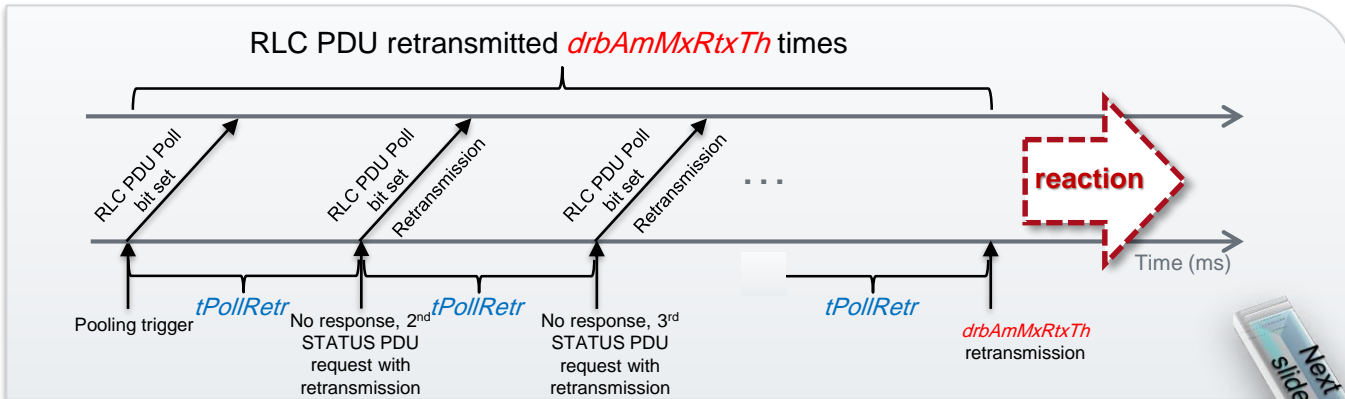 RLC PDU retransmitted drbAmMxRtxTh times
RLC PDU Poll
bit set
RLC PDU Poll
bit set
Retransmission
RLC PDU Poll
bit set
Retransmission
...
reaction
Time (ms)
tPollRetr
tPollRetr
tPollRetr
Pooling trigger
No response, 2nd
STATUS PDU
request with
retransmission
No response, 3rd
STATUS PDU
request with
retransmission
drbAmMxRtxTh
retransmission
Next
slide